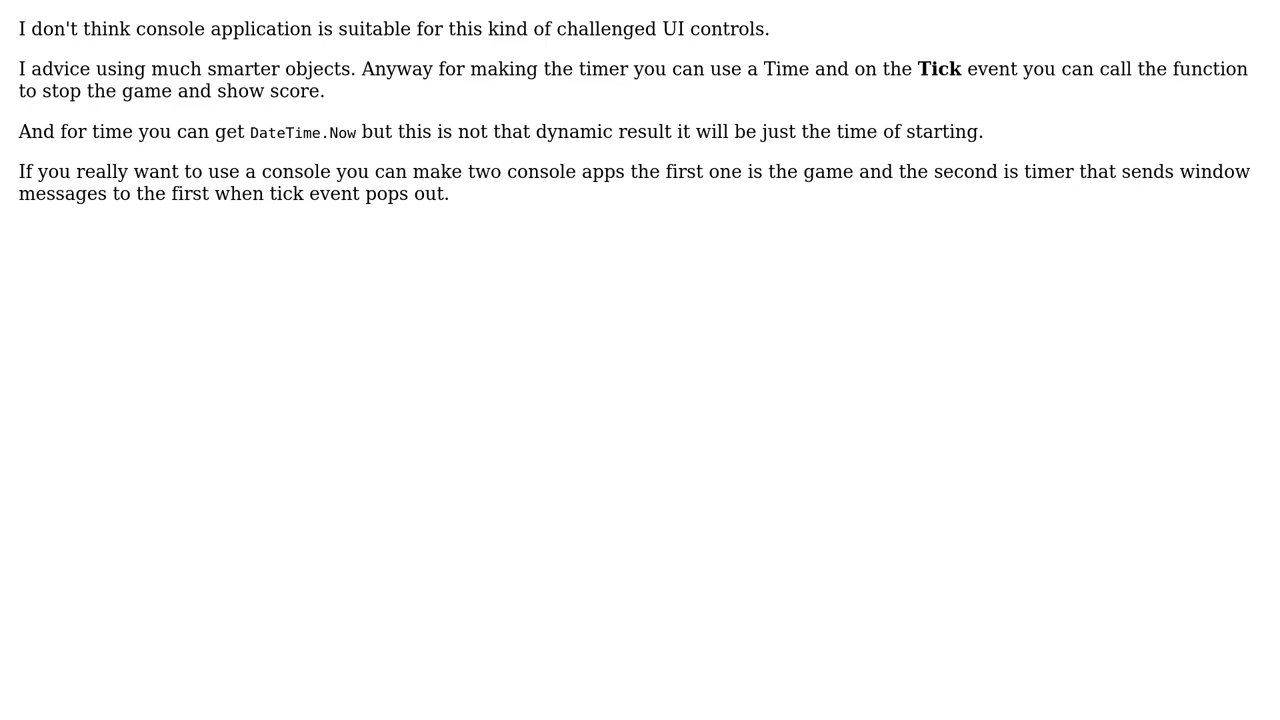 I don't think console application is suitable for this kind of challenged UI controls.
I advice using much smarter objects. Anyway for making the timer you can use a Time and on the Tick event you can call the function
to stop the game and show score.
And for time you can get DateTime.Now but this is not that dynamic result it will be just the time of starting.
If you really want to use a console you can make two console apps the first one is the game and the second is timer that sends window
messages to the first when tick event pops out.